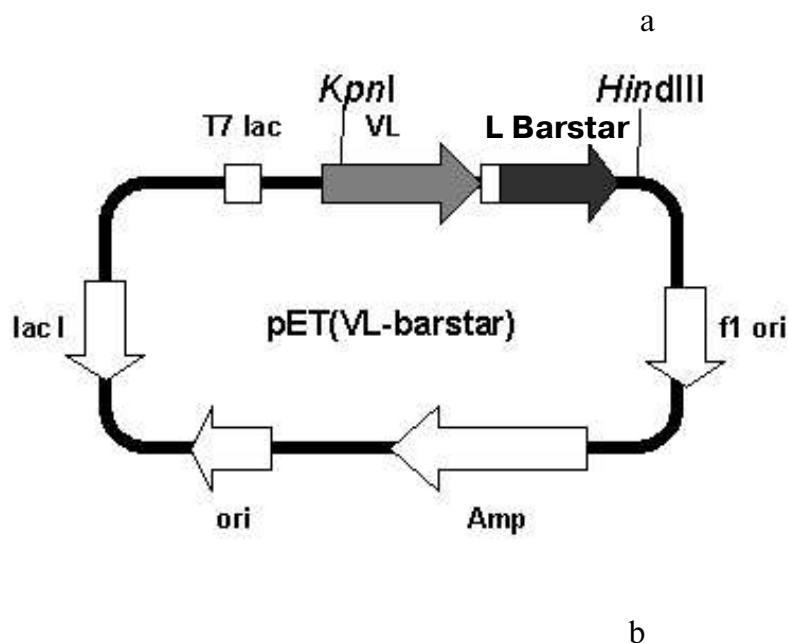 a
KpnI HindIII
T7 lac VL L Barstar
lac I pET(VL-barstar) f1 ori
ori Amp
b